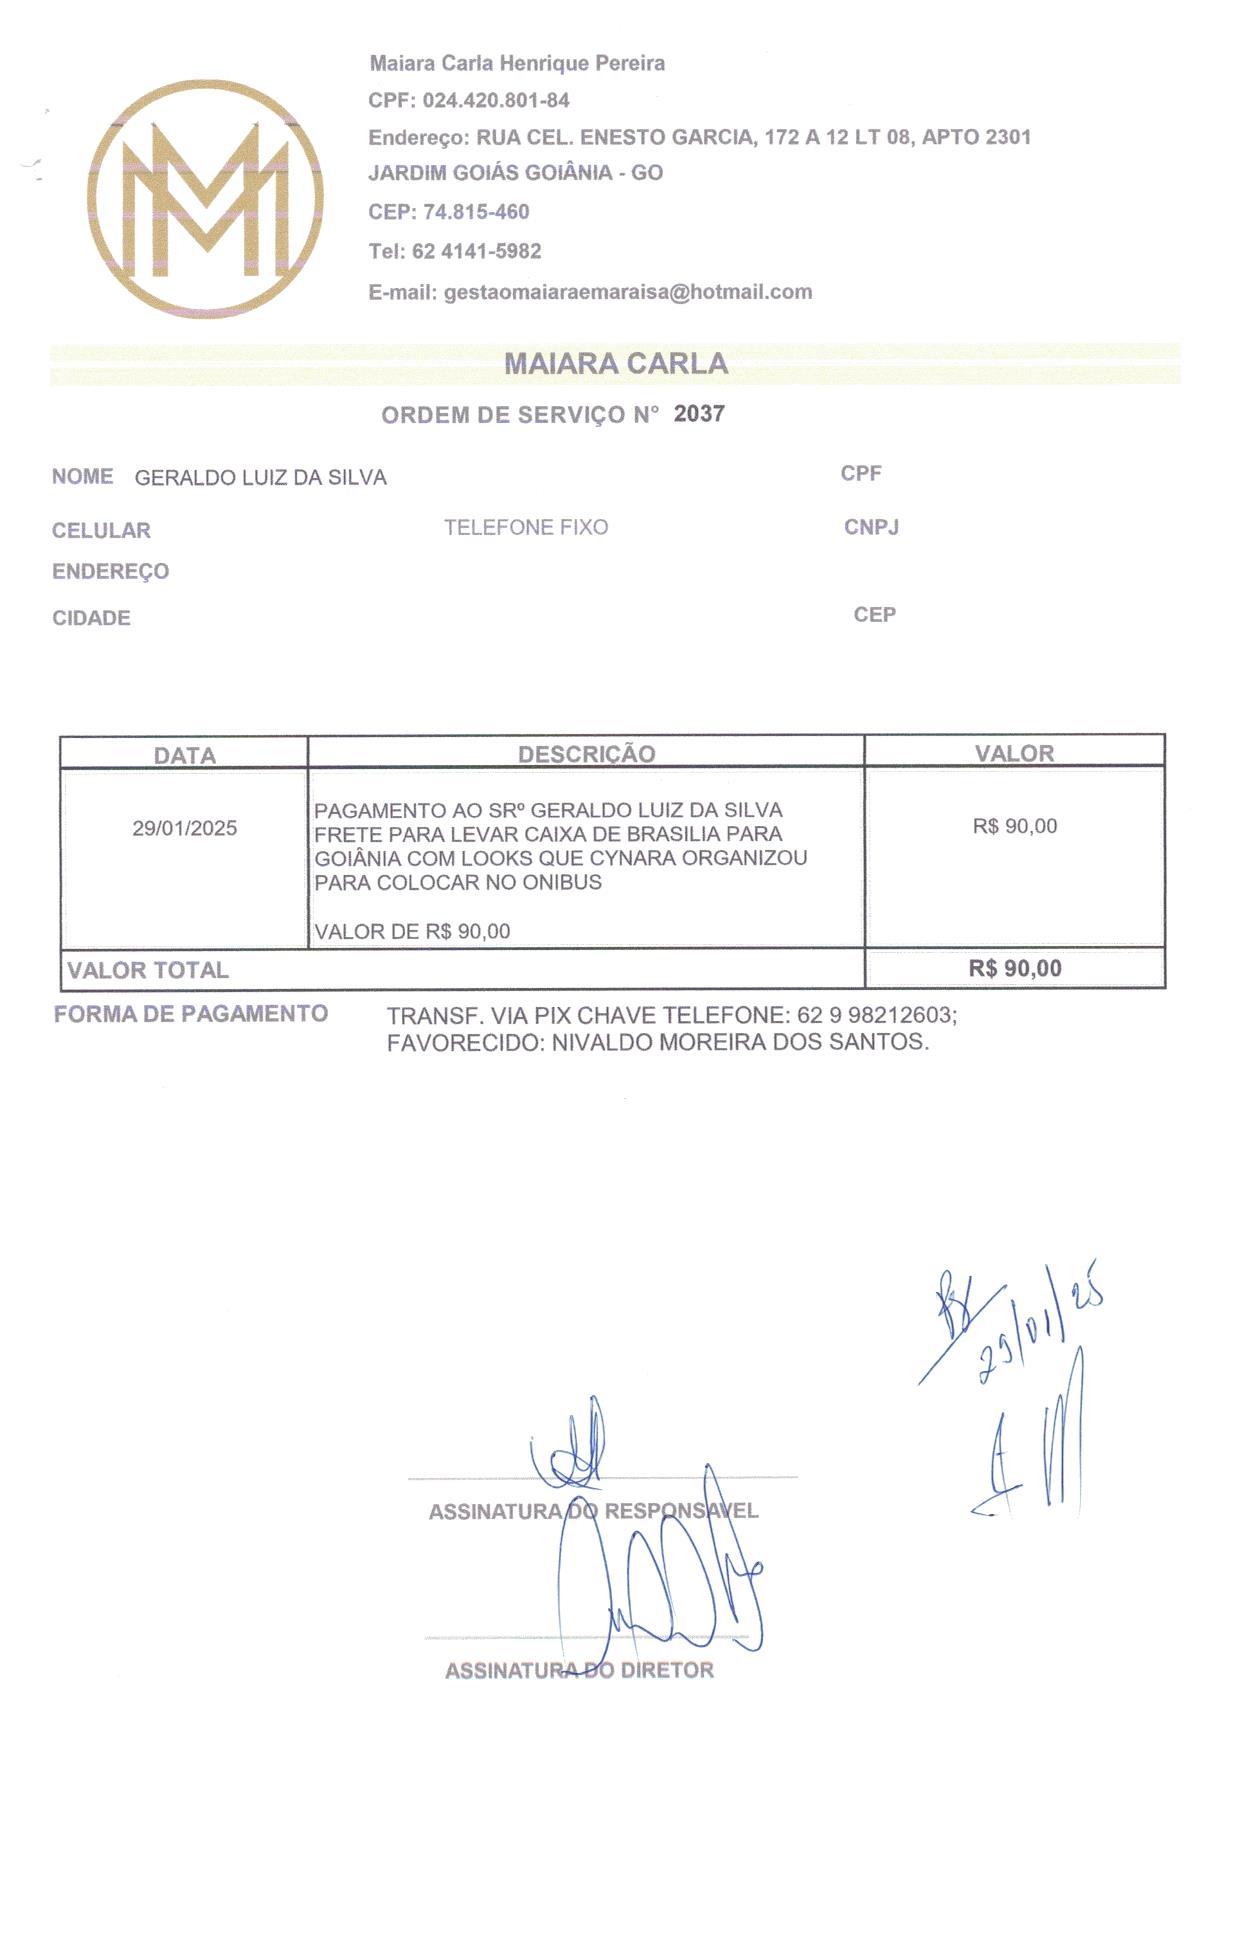 Maiara Carla Henrique Pereira
CPF: 024.420.801-84
Endereço: RUA CEL. ENESTO GARCIA, 172 A 12 LT 08, APTO 2301
JARDIM GOIÁS GOIÂNIA - GO
CEP: 74.815-460
Tel: 62 4141-5982
E-mail: gestaomaiaraemaraisa@hotmail.com
MAIARA CARLA
ORDEM DE SERVIÇO N° 2037
NOME GERALDO LUIZ DA SILVA CPF
CELULAR TELEFONE FIXO CNPJ
ENDEREÇO
CIDADE CEP
DATA DESCRIÇÃO VALOR
29/01/2025 PAGAMENTO AO SRº GERALDO LUIZ DA SILVA R$ 90,00
FRETE PARA LEVAR CAIXA DE BRASILIA PARA
GOIÂNIA COM LOOKS QUE CYNARA ORGANIZOU
PARA COLOCAR NO ONIBUS
VALOR DE R$ 90,00
VALOR TOTAL R$ 90,00
FORMA DE PAGAMENTO TRANSF. VIA PIX CHAVE TELEFONE: 62 9 98212603;
FAVORECIDO: NIVALDO MOREIRA DOS SANTOS.
29/01/25
ASSINATURA DO RESPONSAVEL
ASSINATURA DO DIRETOR